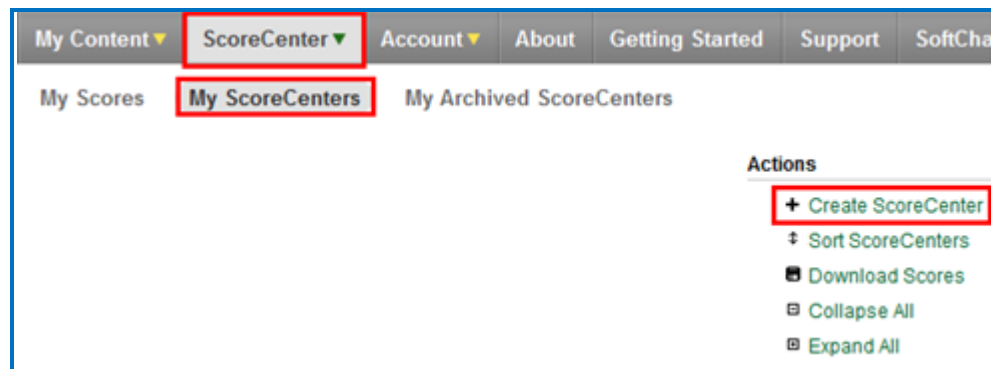 My Content ScoreCenter Account About Getting Started Support SoftCha
My Scores My ScoreCenters My Archived ScoreCenters
Actions
Create ScoreCenter
Sort ScoreCenters
Download Scores
Collapse All
Expand All